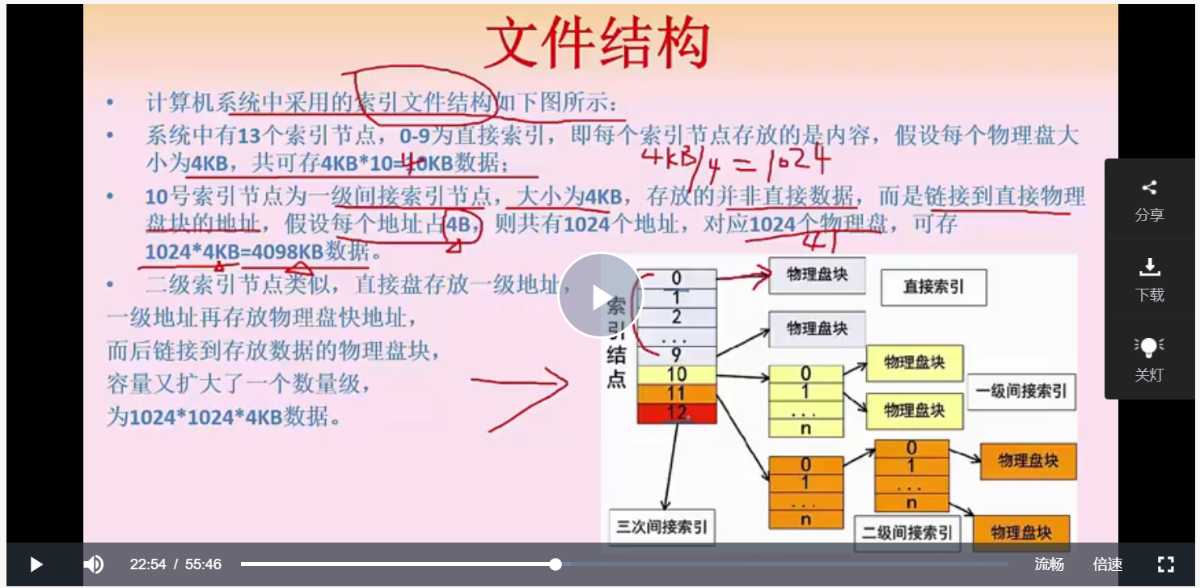 文件结构
• 计算机系统中采用的索引文件结构如下图所示：
• 系统中有13个索引节点，0-9为直接索引，即每个索引节点存放的是内容，假设每个物理盘大
小为4KB，共可存4KB*10=40KB数据；
4KB/4=1024
• 10号索引节点为一级间接索引节点，大小为4KB，存放的并非直接数据，而是链接到直接物理
盘块的地址，假设每个地址占4B，则共有1024个地址，对应1024个物理盘，可存
1024*4KB=4098KB数据。
• 二级索引节点类似，直接盘存放一级地址，
一级地址再存放物理盘快地址，
而后链接到存放数据的物理盘块，
容量又扩大了一个数量级，
为1024*1024*4KB数据。
索引结点
0
1
2
...
9
10
11
12
物理盘块
直接索引
物理盘块
0
1
...
n
物理盘块
物理盘块
一级间接索引
0
1
...
n
0
1
...
n
物理盘块
物理盘块
二级间接索引
三次间接索引
分享
下载
关灯
22:54 / 55:46
流畅
倍速